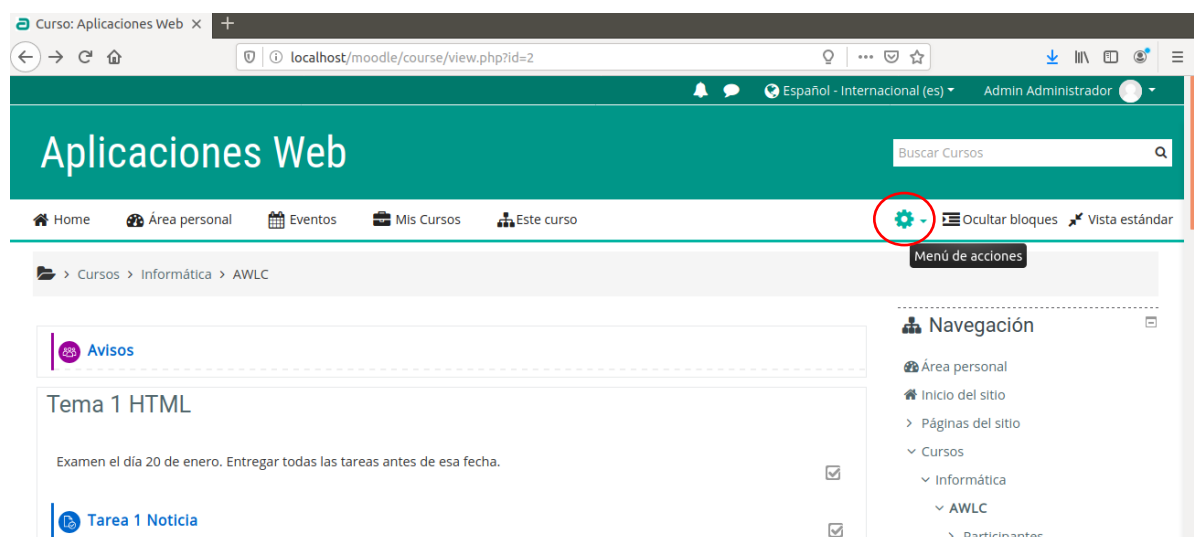 Curso: Aplicaciones Web
localhost/moodle/course/view.php?id=2
Español - Internacional (es)
Admin Administrador
Aplicaciones Web
Buscar Cursos
Home
Área personal
Eventos
Mis Cursos
Este curso
Ocultar bloques
Vista estándar
Menú de acciones
> Cursos > Informática > AWLC
Avisos
Navegación
Área personal
Tema 1 HTML
Inicio del sitio
Páginas del sitio
Examen el día 20 de enero. Entregar todas las tareas antes de esa fecha.
Cursos
Informática
AWLC
Tarea 1 Noticia
Participantes